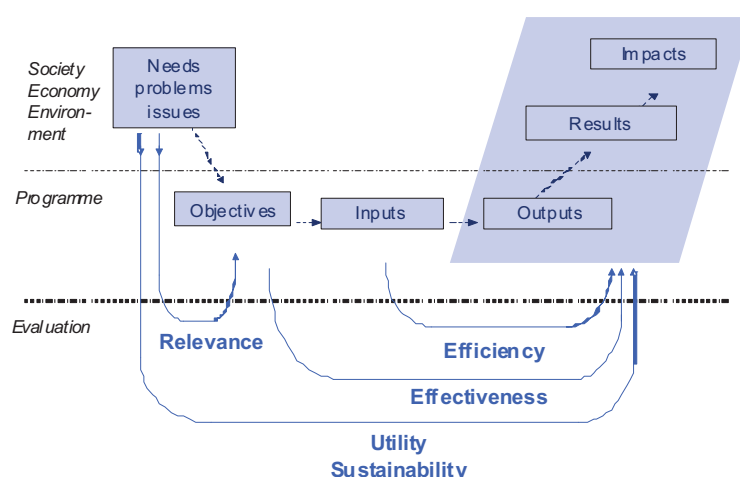 Society
Economy
Environ-
ment
Needs
problems
issues
Impacts
Results
Programme
Objectives
Inputs
Outputs
Evaluation
Relevance
Efficiency
Effectiveness
Utility
Sustainability